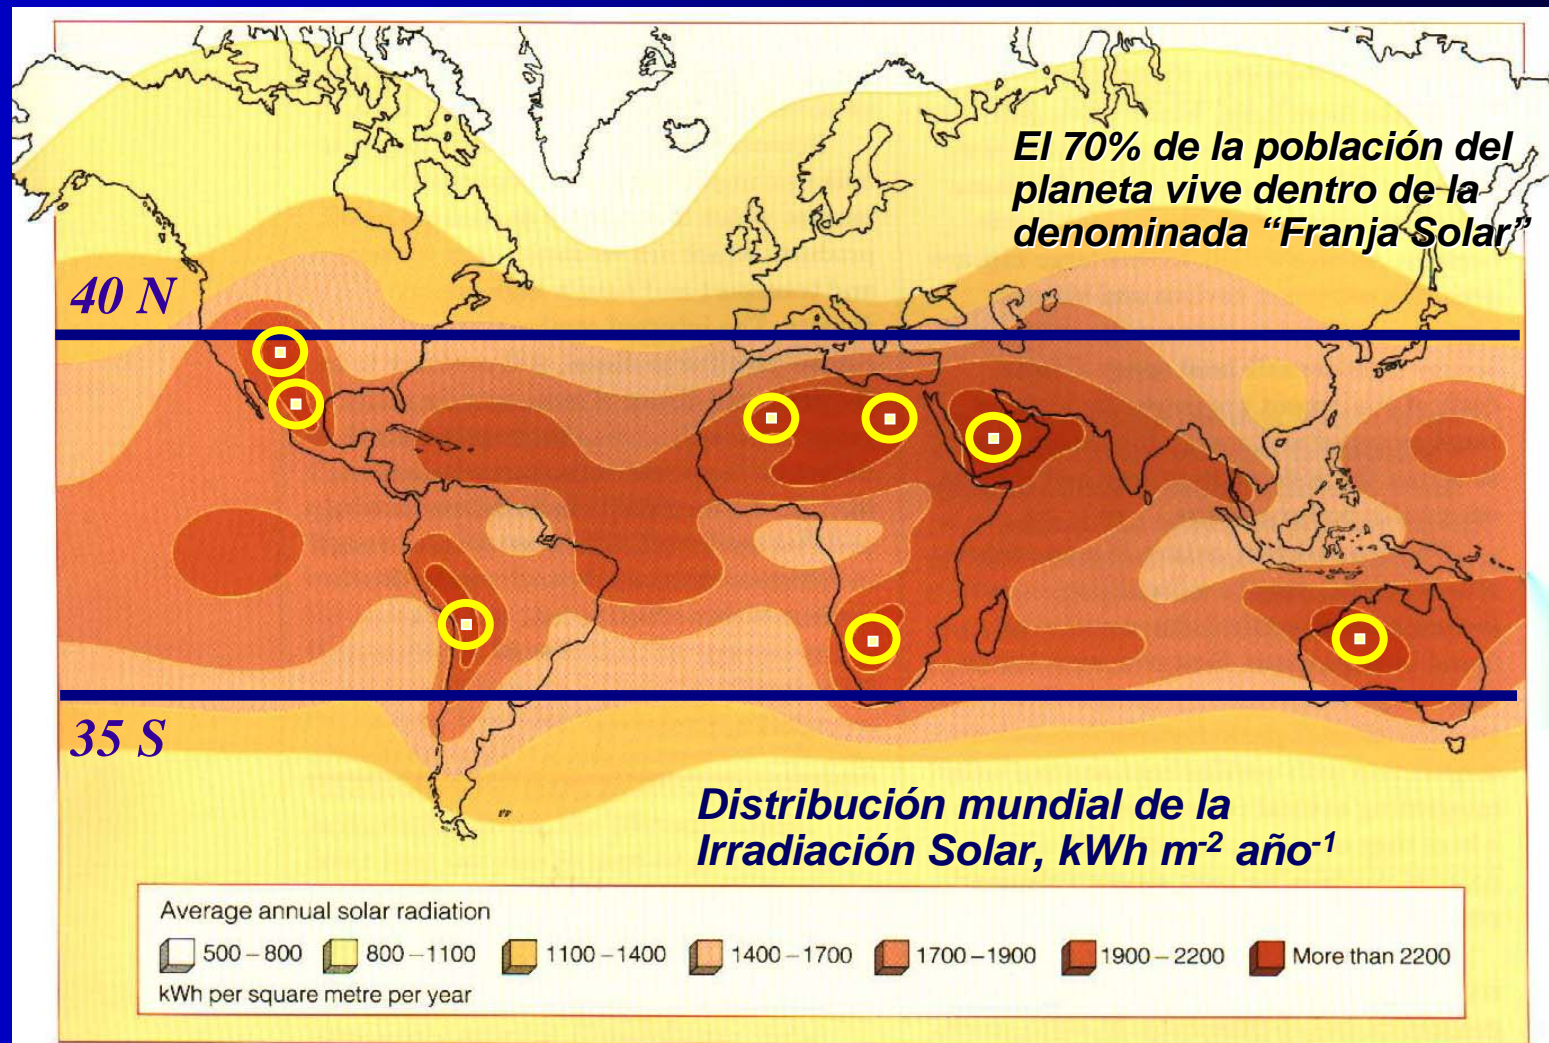 El 70% de la población del
planeta vive dentro de la
denominada “Franja Solar”
40 N
35 S
Distribución mundial de la
Irradiación Solar, kWh m-2 año-1
Average annual solar radiation
500 – 800 800 – 1100 1100 – 1400 1400 – 1700 1700 – 1900 1900 – 2200 More than 2200
kWh per square metre per year